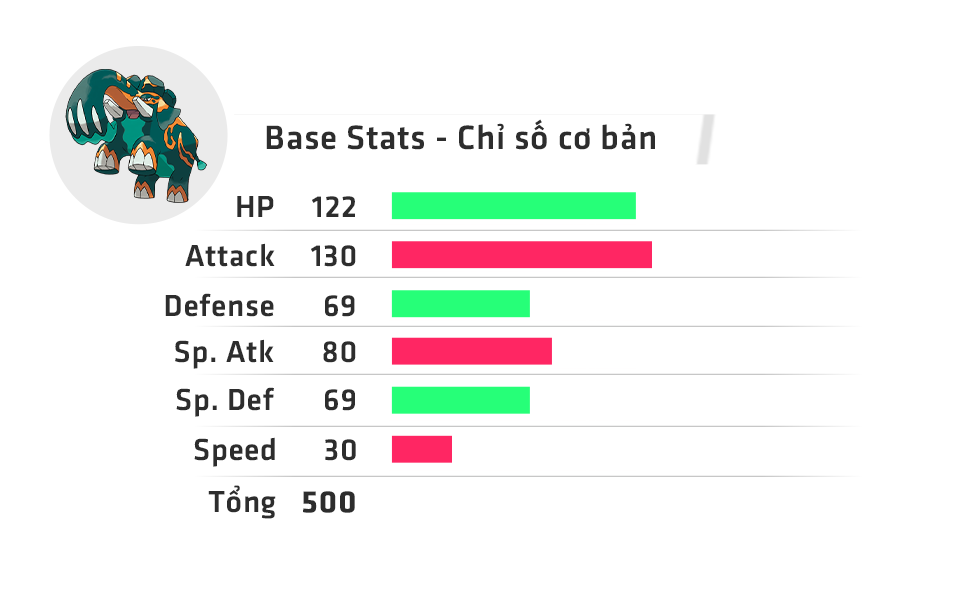 Base Stats - Chỉ số cơ bản
HP 122
Attack 130
Defense 69
Sp. Atk 80
Sp. Def 69
Speed 30
Tổng 500